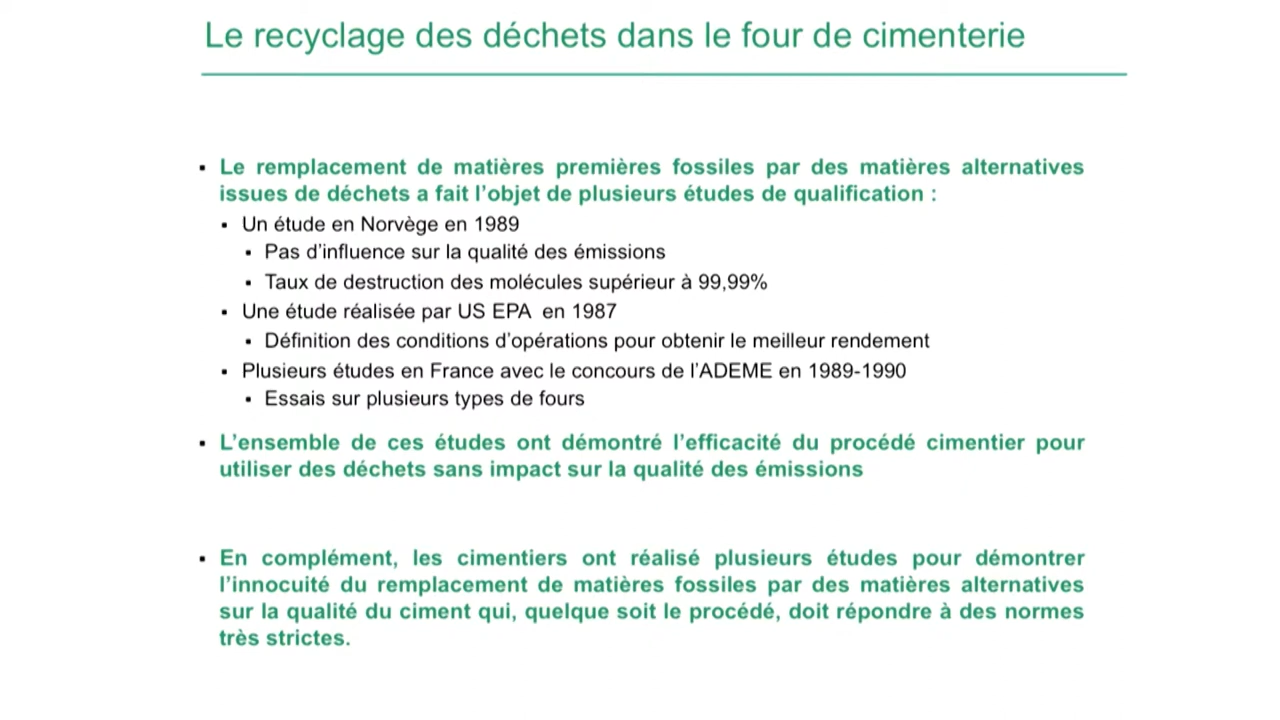 Le recyclage des déchets dans le four de cimenterie
▪ Le remplacement de matières premières fossiles par des matières alternatives
issues de déchets a fait l’objet de plusieurs études de qualification :
▪ Un étude en Norvège en 1989
▪ Pas d’influence sur la qualité des émissions
▪ Taux de destruction des molécules supérieur à 99,99%
▪ Une étude réalisée par US EPA en 1987
▪ Définition des conditions d’opérations pour obtenir le meilleur rendement
▪ Plusieurs études en France avec le concours de l’ADEME en 1989-1990
▪ Essais sur plusieurs types de fours
▪ L’ensemble de ces études ont démontré l’efficacité du procédé cimentier pour
utiliser des déchets sans impact sur la qualité des émissions
▪ En complément, les cimentiers ont réalisé plusieurs études pour démontrer
l’innocuité du remplacement de matières fossiles par des matières alternatives
sur la qualité du ciment qui, quelque soit le procédé, doit répondre à des normes
très strictes.